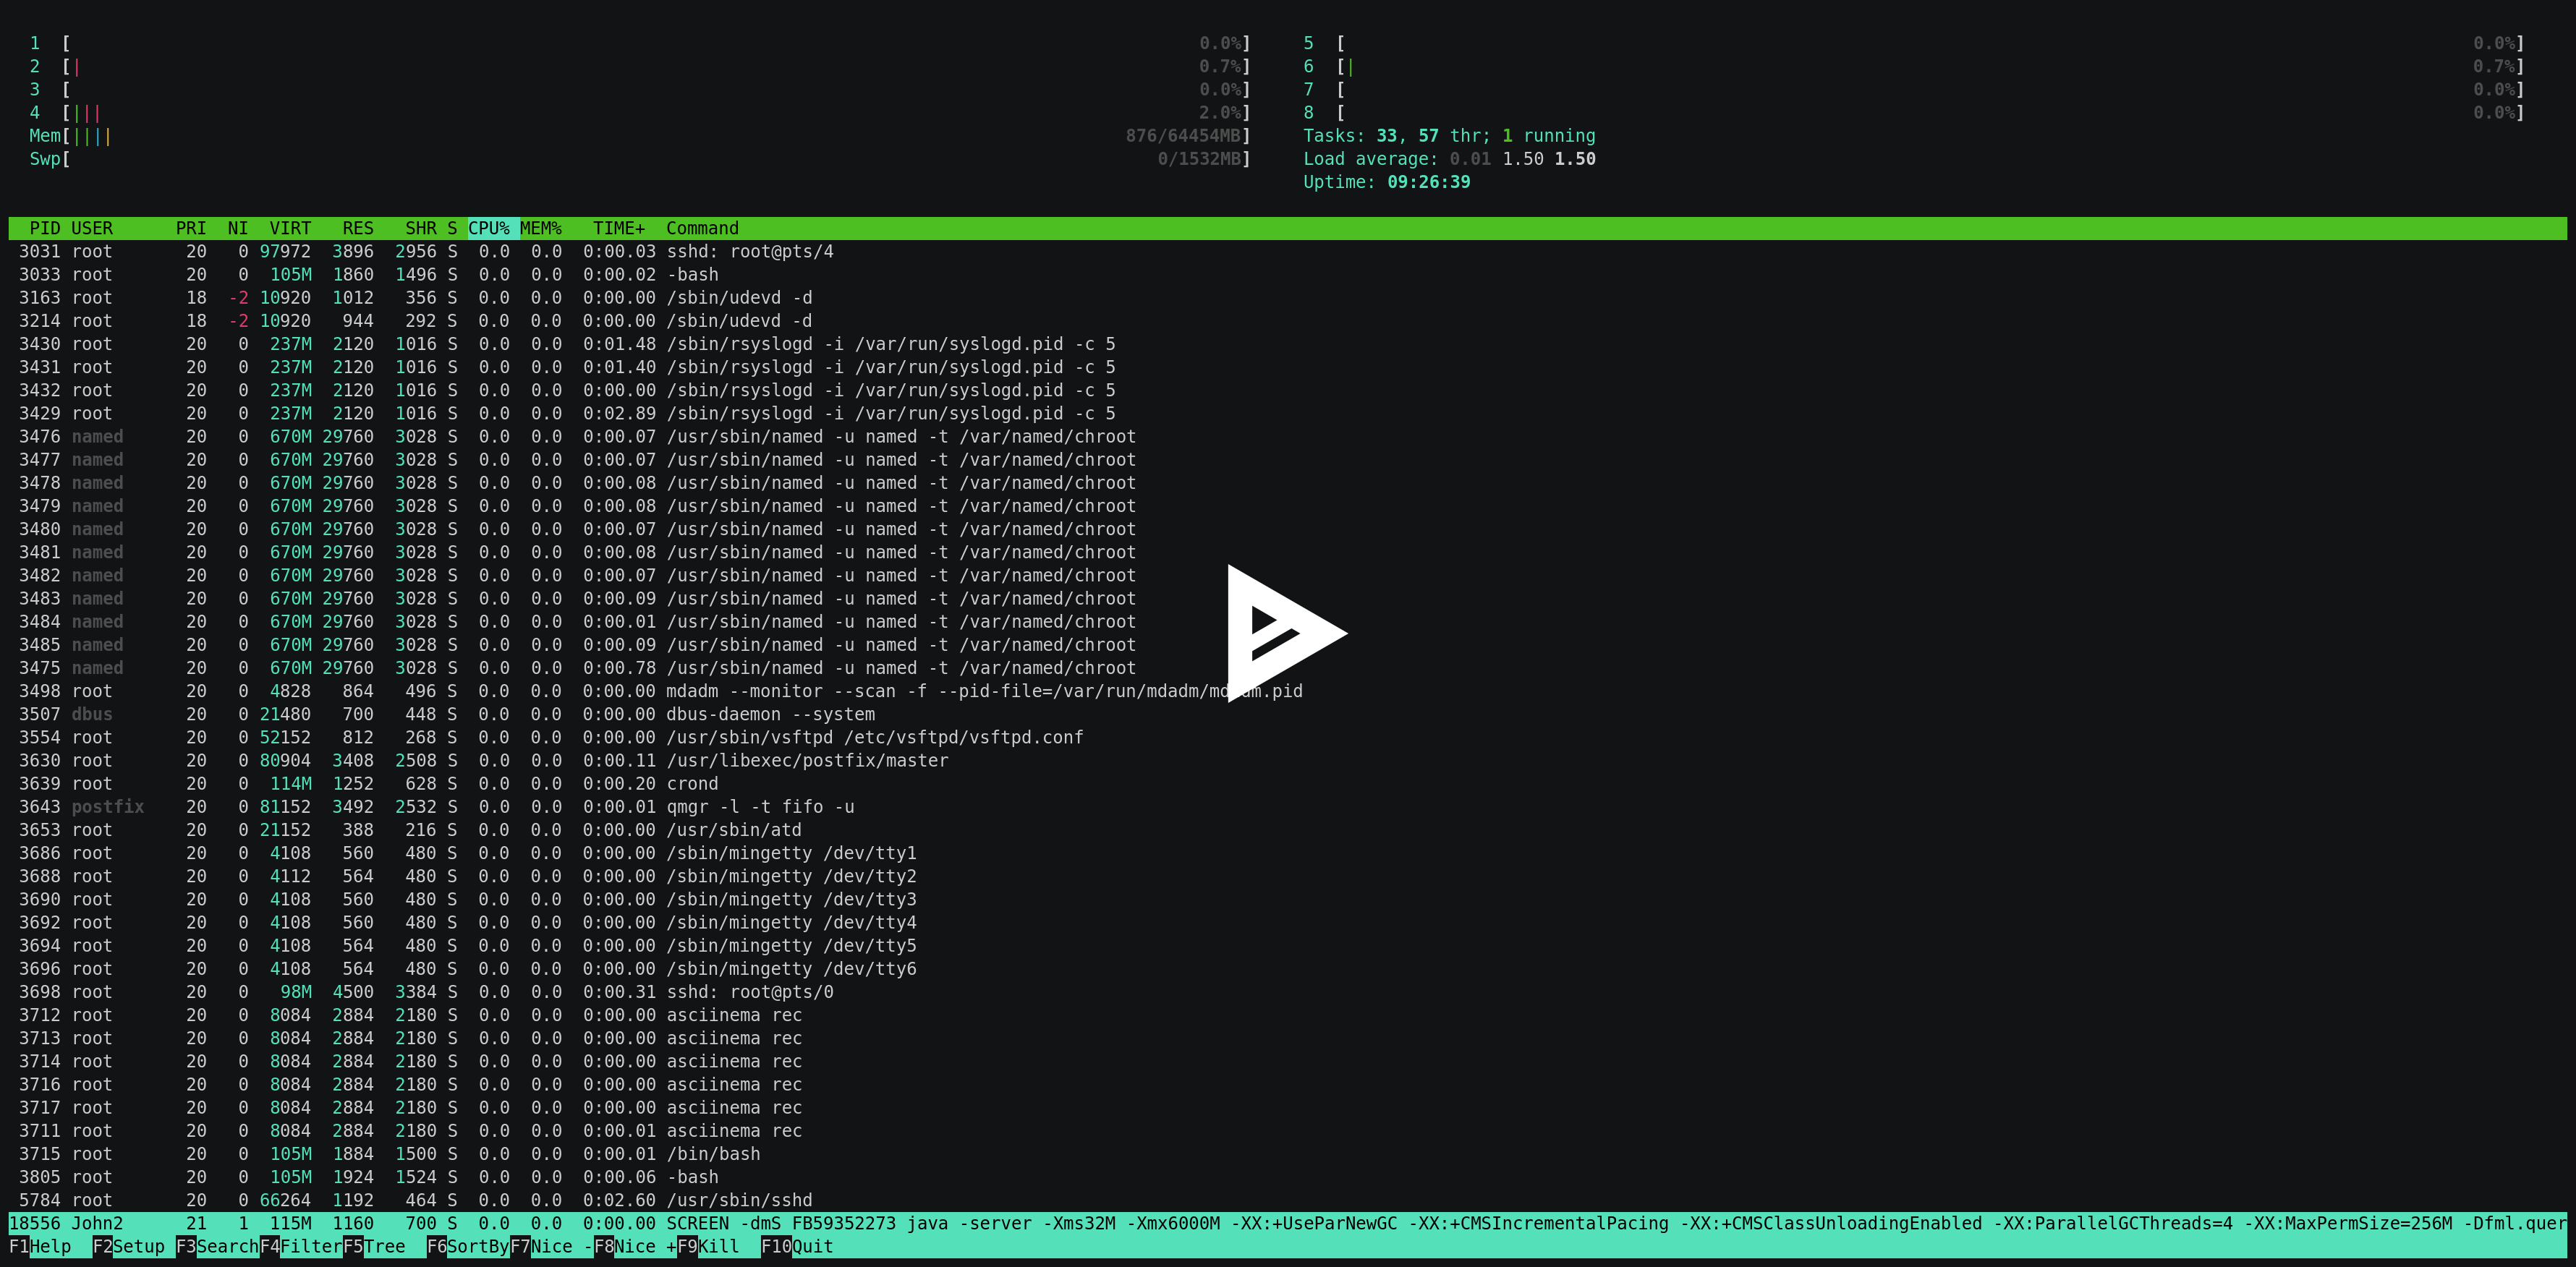 1  [ 0.0%]     5  [ 0.0%]
2  [| 0.7%]     6  [| 0.7%]
3  [ 0.0%]     7  [ 0.0%]
4  [||| 2.0%]     8  [ 0.0%]
Mem[|||| 876/64454MB]     Tasks: 33, 57 thr; 1 running
Swp[ 0/1532MB]     Load average: 0.01 1.50 1.50
Uptime: 09:26:39
PID USER PRI NI VIRT RES SHR S CPU% MEM% TIME+ Command
3031 root 20 0 97972 3896 2956 S 0.0 0.0 0:00.03 sshd: root@pts/4
3033 root 20 0 105M 1860 1496 S 0.0 0.0 0:00.02 -bash
3163 root 18 -2 10920 1012 356 S 0.0 0.0 0:00.00 /sbin/udevd -d
3214 root 18 -2 10920 944 292 S 0.0 0.0 0:00.00 /sbin/udevd -d
3430 root 20 0 237M 2120 1016 S 0.0 0.0 0:01.48 /sbin/rsyslogd -i /var/run/syslogd.pid -c 5
3431 root 20 0 237M 2120 1016 S 0.0 0.0 0:01.40 /sbin/rsyslogd -i /var/run/syslogd.pid -c 5
3432 root 20 0 237M 2120 1016 S 0.0 0.0 0:00.00 /sbin/rsyslogd -i /var/run/syslogd.pid -c 5
3429 root 20 0 237M 2120 1016 S 0.0 0.0 0:02.89 /sbin/rsyslogd -i /var/run/syslogd.pid -c 5
3476 named 20 0 670M 29760 3028 S 0.0 0.0 0:00.07 /usr/sbin/named -u named -t /var/named/chroot
3477 named 20 0 670M 29760 3028 S 0.0 0.0 0:00.07 /usr/sbin/named -u named -t /var/named/chroot
3478 named 20 0 670M 29760 3028 S 0.0 0.0 0:00.08 /usr/sbin/named -u named -t /var/named/chroot
3479 named 20 0 670M 29760 3028 S 0.0 0.0 0:00.08 /usr/sbin/named -u named -t /var/named/chroot
3480 named 20 0 670M 29760 3028 S 0.0 0.0 0:00.07 /usr/sbin/named -u named -t /var/named/chroot
3481 named 20 0 670M 29760 3028 S 0.0 0.0 0:00.08 /usr/sbin/named -u named -t /var/named/chroot
3482 named 20 0 670M 29760 3028 S 0.0 0.0 0:00.07 /usr/sbin/named -u named -t /var/named/chroot
3483 named 20 0 670M 29760 3028 S 0.0 0.0 0:00.09 /usr/sbin/named -u named -t /var/named/chroot
3484 named 20 0 670M 29760 3028 S 0.0 0.0 0:00.01 /usr/sbin/named -u named -t /var/named/chroot
3485 named 20 0 670M 29760 3028 S 0.0 0.0 0:00.09 /usr/sbin/named -u named -t /var/named/chroot
3475 named 20 0 670M 29760 3028 S 0.0 0.0 0:00.78 /usr/sbin/named -u named -t /var/named/chroot
3498 root 20 0 4828 864 496 S 0.0 0.0 0:00.00 mdadm --monitor --scan -f --pid-file=/var/run/mdadm/mdadm.pid
3507 dbus 20 0 21480 700 448 S 0.0 0.0 0:00.00 dbus-daemon --system
3554 root 20 0 52152 812 268 S 0.0 0.0 0:00.00 /usr/sbin/vsftpd /etc/vsftpd/vsftpd.conf
3630 root 20 0 80904 3408 2508 S 0.0 0.0 0:00.11 /usr/libexec/postfix/master
3639 root 20 0 114M 1252 628 S 0.0 0.0 0:00.20 crond
3643 postfix 20 0 81152 3492 2532 S 0.0 0.0 0:00.01 qmgr -l -t fifo -u
3653 root 20 0 21152 388 216 S 0.0 0.0 0:00.00 /usr/sbin/atd
3686 root 20 0 4108 560 480 S 0.0 0.0 0:00.00 /sbin/mingetty /dev/tty1
3688 root 20 0 4112 564 480 S 0.0 0.0 0:00.00 /sbin/mingetty /dev/tty2
3690 root 20 0 4108 560 480 S 0.0 0.0 0:00.00 /sbin/mingetty /dev/tty3
3692 root 20 0 4108 560 480 S 0.0 0.0 0:00.00 /sbin/mingetty /dev/tty4
3694 root 20 0 4108 564 480 S 0.0 0.0 0:00.00 /sbin/mingetty /dev/tty5
3696 root 20 0 4108 564 480 S 0.0 0.0 0:00.00 /sbin/mingetty /dev/tty6
3698 root 20 0 98M 4500 3384 S 0.0 0.0 0:00.31 sshd: root@pts/0
3712 root 20 0 8084 2884 2180 S 0.0 0.0 0:00.00 asciinema rec
3713 root 20 0 8084 2884 2180 S 0.0 0.0 0:00.00 asciinema rec
3714 root 20 0 8084 2884 2180 S 0.0 0.0 0:00.00 asciinema rec
3716 root 20 0 8084 2884 2180 S 0.0 0.0 0:00.00 asciinema rec
3717 root 20 0 8084 2884 2180 S 0.0 0.0 0:00.00 asciinema rec
3711 root 20 0 8084 2884 2180 S 0.0 0.0 0:00.01 asciinema rec
3715 root 20 0 105M 1884 1500 S 0.0 0.0 0:00.01 /bin/bash
3805 root 20 0 105M 1924 1524 S 0.0 0.0 0:00.06 -bash
5784 root 20 0 66264 1192 464 S 0.0 0.0 0:02.60 /usr/sbin/sshd
18556 John2 21 1 115M 1160 700 S 0.0 0.0 0:00.00 SCREEN -dmS FB59352273 java -server -Xms32M -Xmx6000M -XX:+UseParNewGC -XX:+CMSIncrementalPacing -XX:+CMSClassUnloadingEnabled -XX:ParallelGCThreads=4 -XX:MaxPermSize=256M -Dfml.quer
F1Help F2Setup F3SearchF4FilterF5Tree F6SortByF7Nice -F8Nice +F9Kill F10Quit